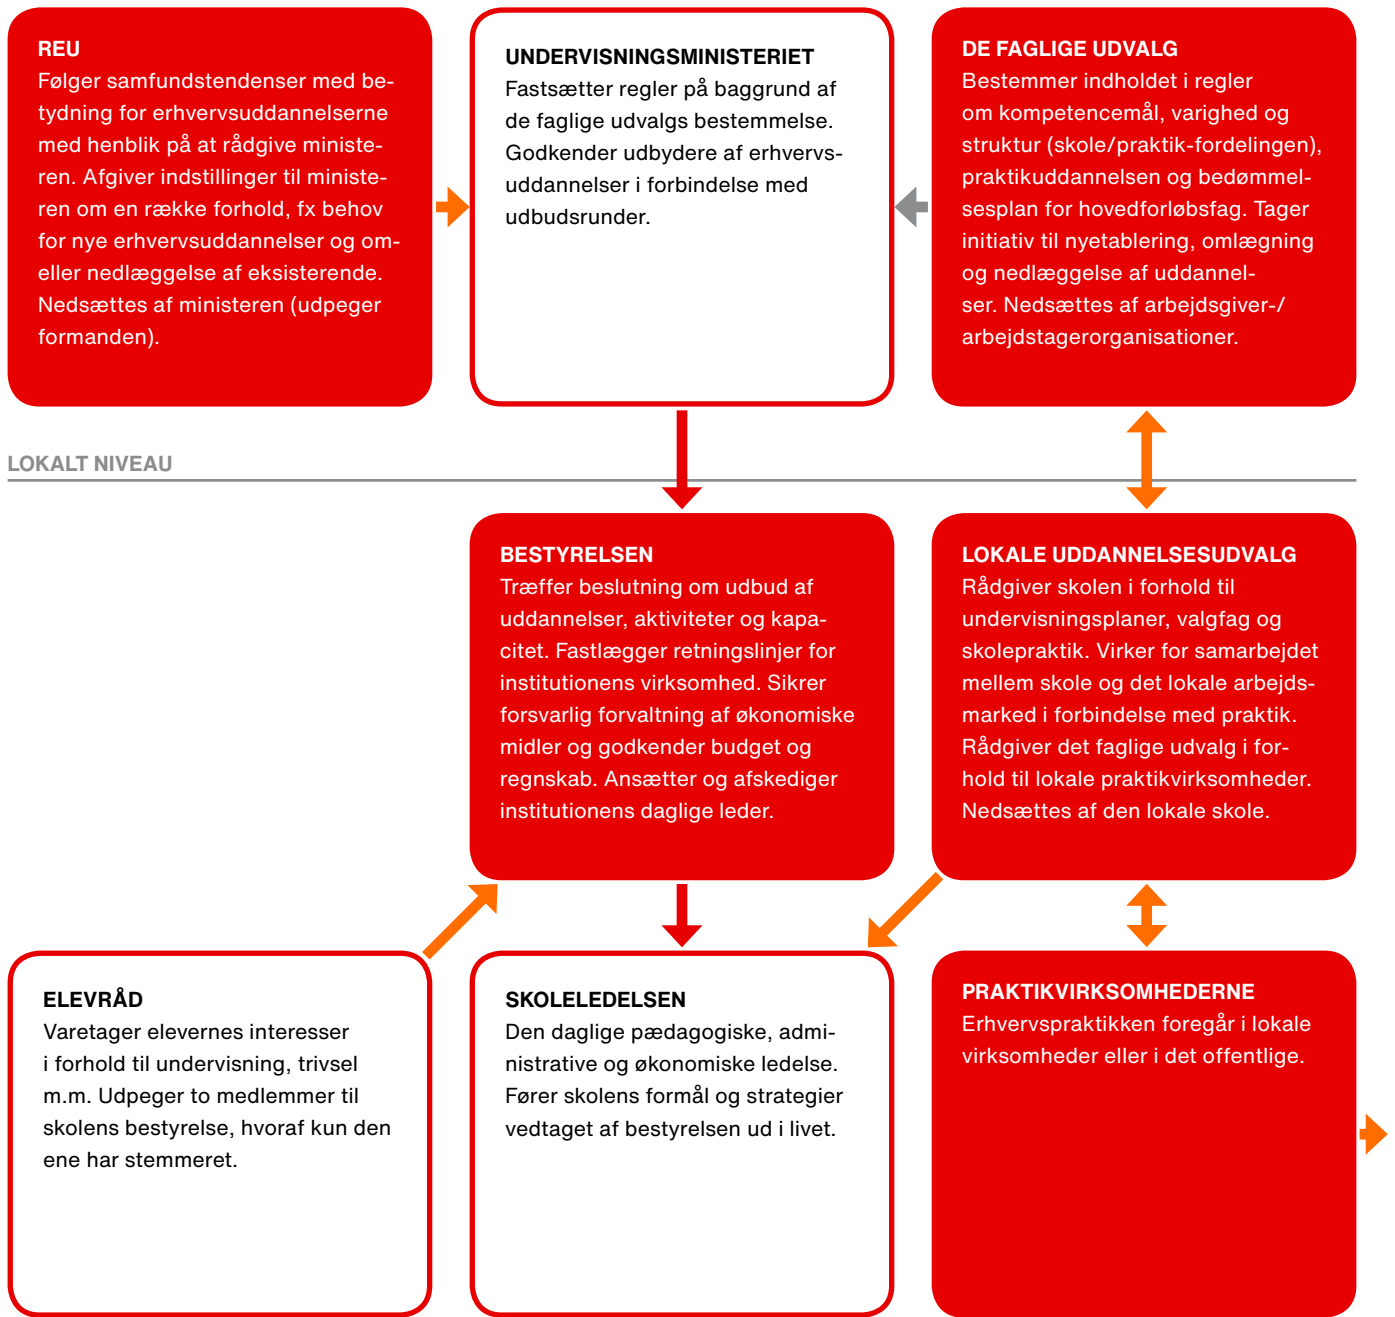 REU
Følger samfundstendenser med be-
tydning for erhvervsuddannelserne
med henblik på at rådgive ministe-
ren. Afgiver indstillinger til ministe-
ren om en række forhold, fx behov
for nye erhvervsuddannelser og om-
eller nedlæggelse af eksisterende.
Nedsættes af ministeren (udpeger
formanden).
UNDERVISNINGSMINISTERIET
Fastsætter regler på baggrund af
de faglige udvalgs bestemmelse.
Godkender udbydere af erhvervs-
uddannelser i forbindelse med
udbudsrunder.
DE FAGLIGE UDVALG
Bestemmer indholdet i regler
om kompetencemål, varighed og
struktur (skole/praktik-fordelingen),
praktikuddannelsen og bedømmel-
sesplan for hovedforløbsfag. Tager
initiativ til nyetablering, omlægning
og nedlæggelse af uddannel-
ser. Nedsættes af arbejdsgiver-/
arbejdstagerorganisationer.
LOKALT NIVEAU
BESTYRELSEN
Træffer beslutning om udbud af
uddannelser, aktiviteter og kapa-
citet. Fastlægger retningslinjer for
institutionens virksomhed. Sikrer
forsvarlig forvaltning af økonomiske
midler og godkender budget og
regnskab. Ansætter og afskediger
institutionens daglige leder.
LOKALE UDDANNELSESUDVALG
Rådgiver skolen i forhold til
undervisningsplaner, valgfag og
skolepraktik. Virker for samarbejdet
mellem skole og det lokale arbejds-
marked i forbindelse med praktik.
Rådgiver det faglige udvalg i for-
hold til lokale praktikvirksomheder.
Nedsættes af den lokale skole.
ELEVRÅD
Varetager elevernes interesser
i forhold til undervisning, trivsel
m.m. Udpeger to medlemmer til
skolens bestyrelse, hvoraf kun den
ene har stemmeret.
SKOLELEDELSEN
Den daglige pædagogiske, admi-
nistrative og økonomiske ledelse.
Fører skolens formål og strategier
vedtaget af bestyrelsen ud i livet.
PRAKTIKVIRKSOMHEDERNE
Erhvervspraktikken foregår i lokale
virksomheder eller i det offentlige.